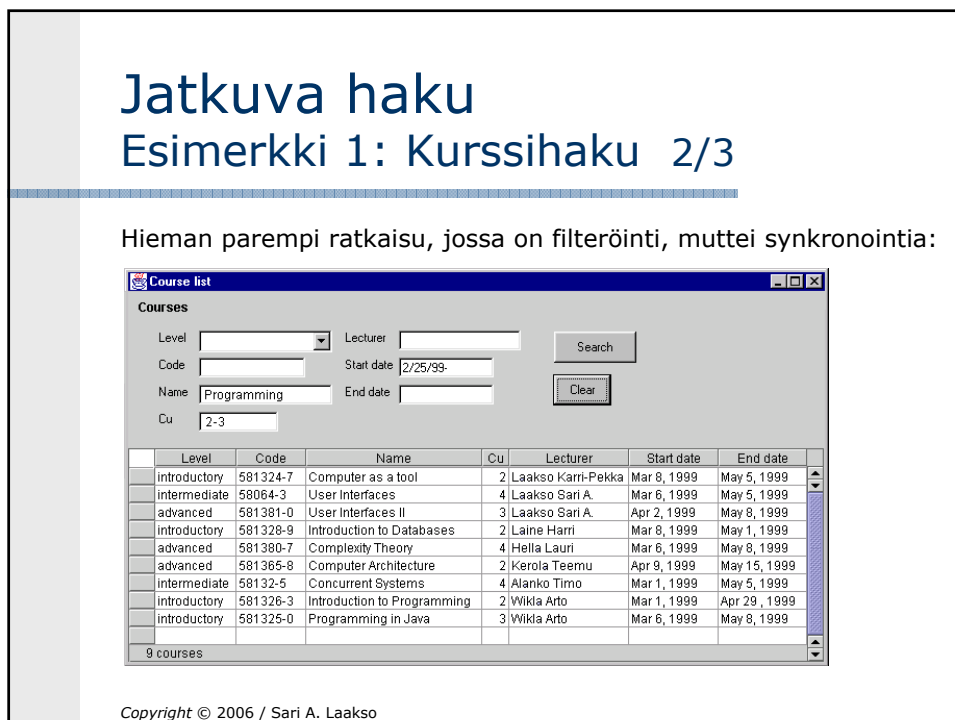 Jatkuva haku
Esimerkki 1: Kurssihaku 2/3
Hieman parempi ratkaisu, jossa on filteröinti, muttei synkronointia:
Course list
Courses
Level Lecturer Search
Code Start date 2/25/99-
Name Programming End date Clear
Cu 2-3
Level Code Name Cu Lecturer Start date End date
introductory 581324-7 Computer as a tool 2 Laakso Karri-Pekka Mar 8, 1999 May 5, 1999
intermediate 58064-3 User Interfaces 4 Laakso Sari A. Mar 6, 1999 May 5, 1999
advanced 581381-0 User Interfaces II 3 Laakso Sari A. Apr 2, 1999 May 8, 1999
introductory 581328-9 Introduction to Databases 2 Laine Harri Mar 8, 1999 May 1, 1999
advanced 581380-7 Complexity Theory 4 Hella Lauri Mar 6, 1999 May 8, 1999
advanced 581365-8 Computer Architecture 2 Kerola Teemu Apr 9, 1999 May 15, 1999
intermediate 58132-5 Concurrent Systems 4 Alanko Timo Mar 1, 1999 May 5, 1999
introductory 581326-3 Introduction to Programming 2 Wikla Arto Mar 1, 1999 Apr 29 , 1999
introductory 581325-0 Programming in Java 3 Wikla Arto Mar 6, 1999 May 8, 1999
9 courses
Copyright © 2006 / Sari A. Laakso